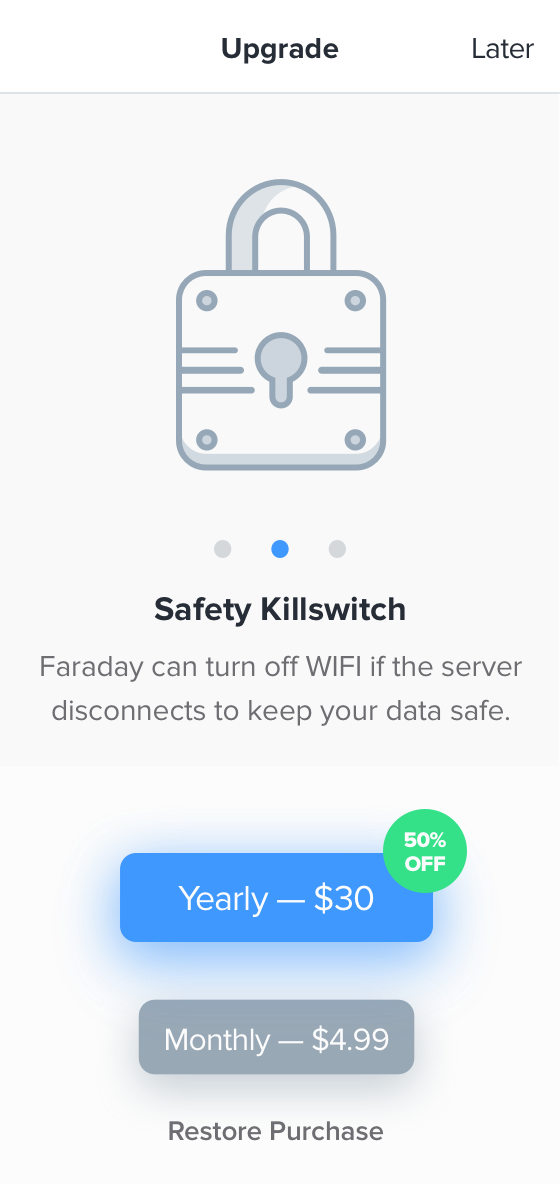 Upgrade
Later
Safety Killswitch
Faraday can turn off WIFI if the server
disconnects to keep your data safe.
50%
OFF
Yearly — $30
Monthly — $4.99
Restore Purchase